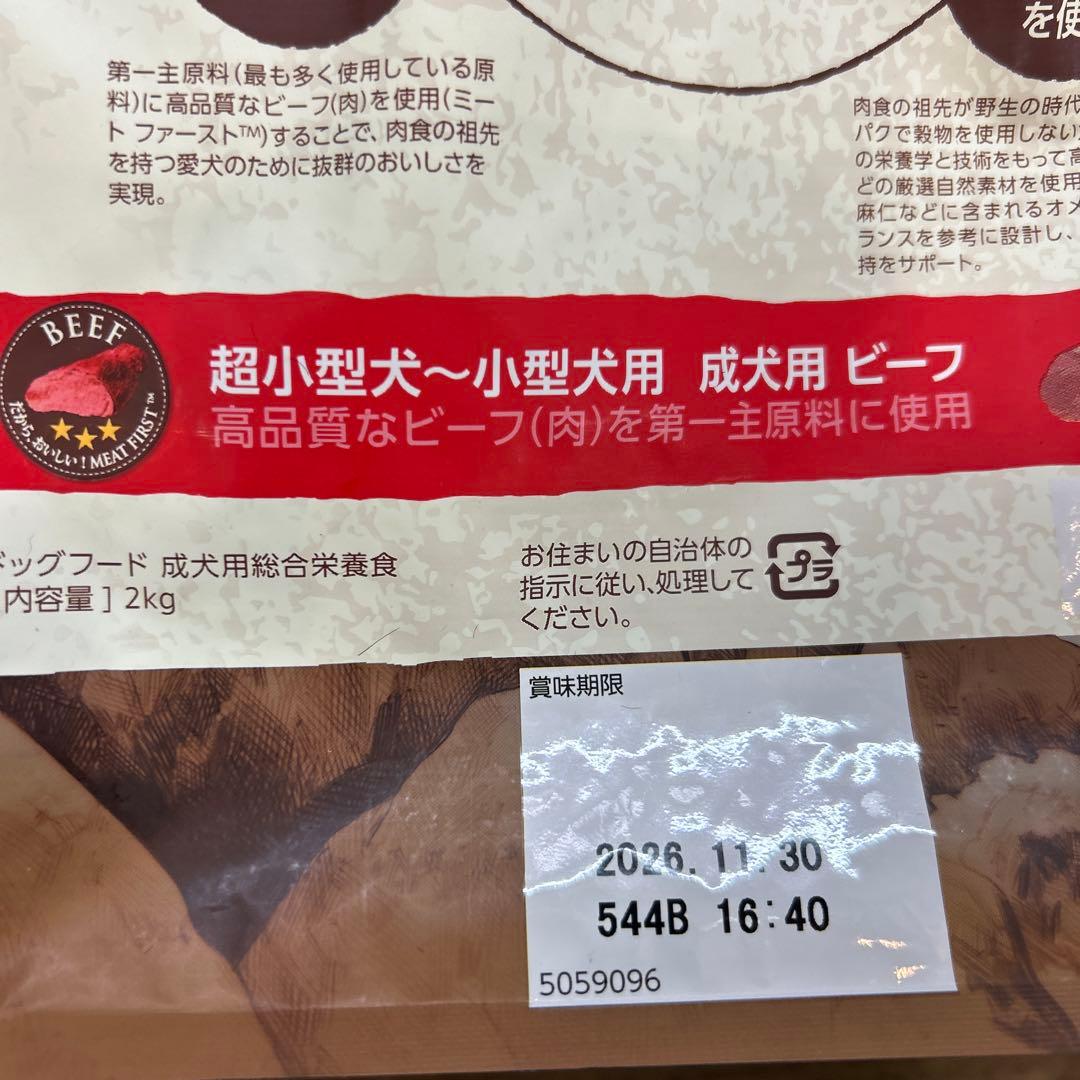 第一主原料（最も多く使用している原
料）に高品質なビーフ（肉）を使用（ミー
ト ファースト™）することで、肉食の祖先
を持つ愛犬のために抜群のおいしさを
実現。
を使
肉食の祖先が野生の時代
パクで穀物を使用しない
の栄養学と技術をもって高
どの厳選自然素材を使用
麻仁などに含まれるオメ
ランスを参考に設計し、
持をサポート。
BEEF
だから、おいしい！MEAT FIRST™
超小型犬～小型犬用 成犬用 ビーフ
高品質なビーフ（肉）を第一主原料に使用
ドッグフード 成犬用総合栄養食
内容量］2kg
お住まいの自治体の
指示に従い、処理して
ください。
プラ
賞味期限
2026.11.30
544B 16:40
5059096